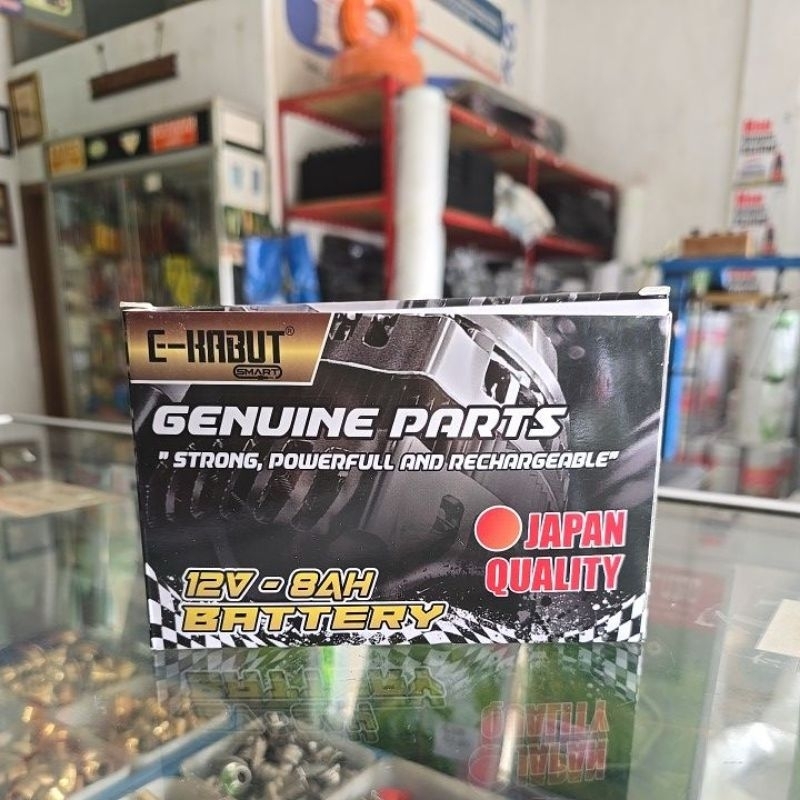 E-KABUT®
SMART
GENUINE PARTS
" STRONG, POWERFULL AND RECHARGEABLE"
JAPAN
QUALITY
12V - 8AH
BATTERY